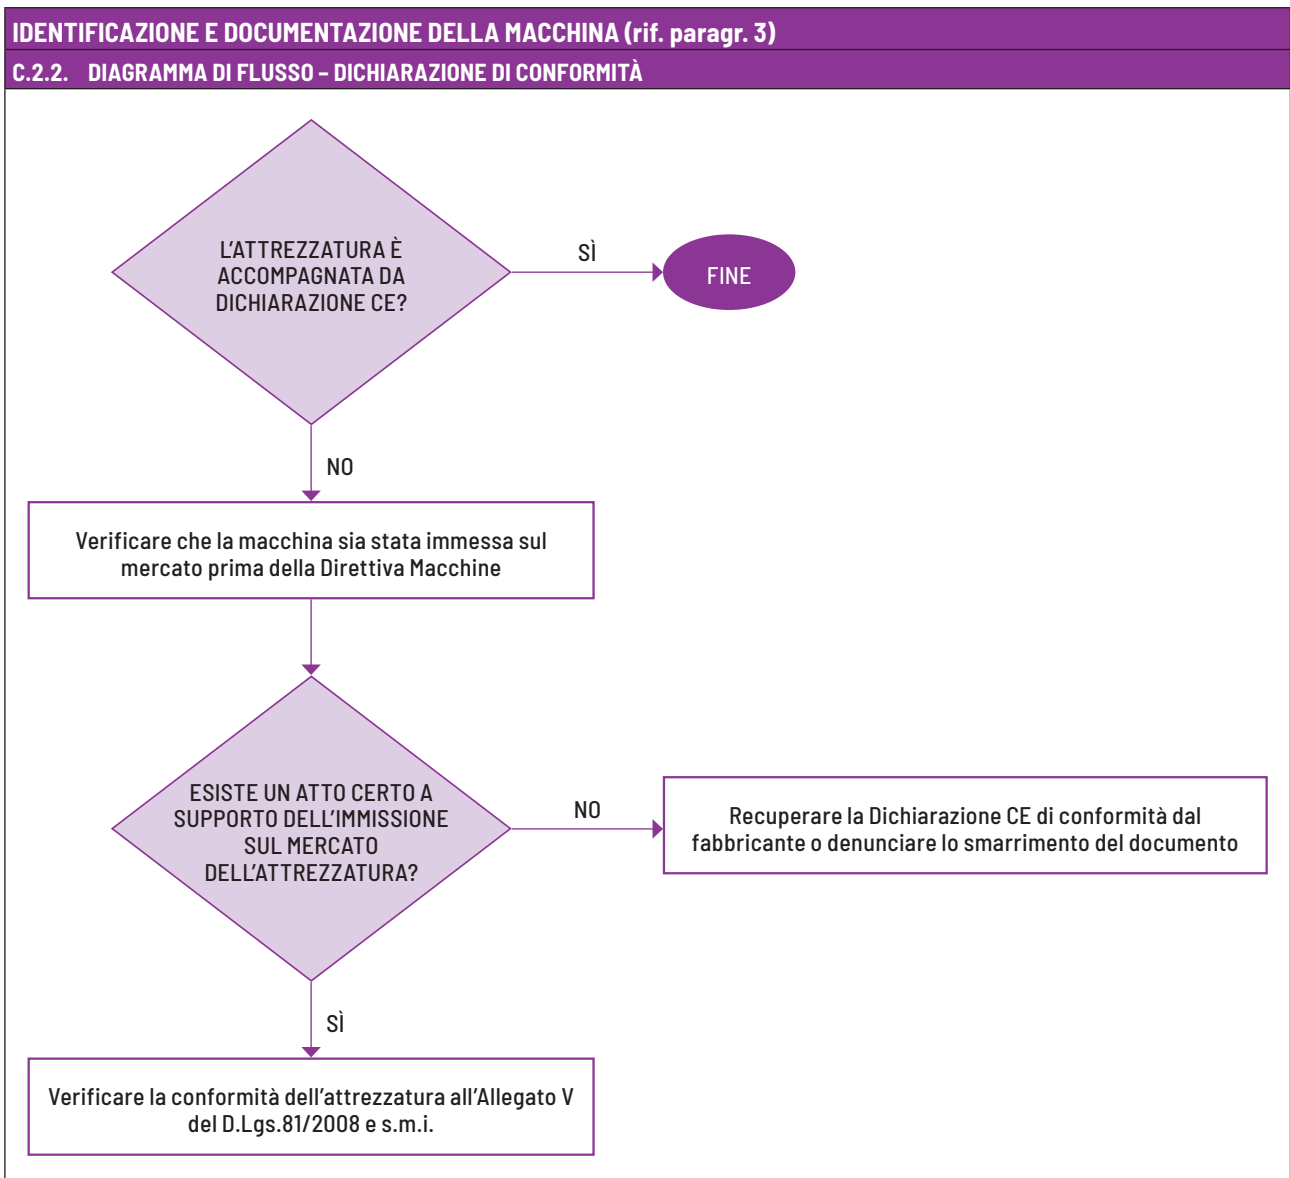 IDENTIFICAZIONE E DOCUMENTAZIONE DELLA MACCHINA (rif. paragr. 3)
C.2.2. DIAGRAMMA DI FLUSSO – DICHIARAZIONE DI CONFORMITÀ
L'ATTREZZATURA È
ACCOMPAGNATA DA
DICHIARAZIONE CE?
SÌ
FINE
NO
Verificare che la macchina sia stata immessa sul
mercato prima della Direttiva Macchine
ESISTE UN ATTO CERTO A
SUPPORTO DELL'IMMISSIONE
SUL MERCATO
DELL'ATTREZZATURA?
NO
Recuperare la Dichiarazione CE di conformità dal
fabbricante o denunciare lo smarrimento del documento
SÌ
Verificare la conformità dell'attrezzatura all'Allegato V
del D.Lgs.81/2008 e s.m.i.